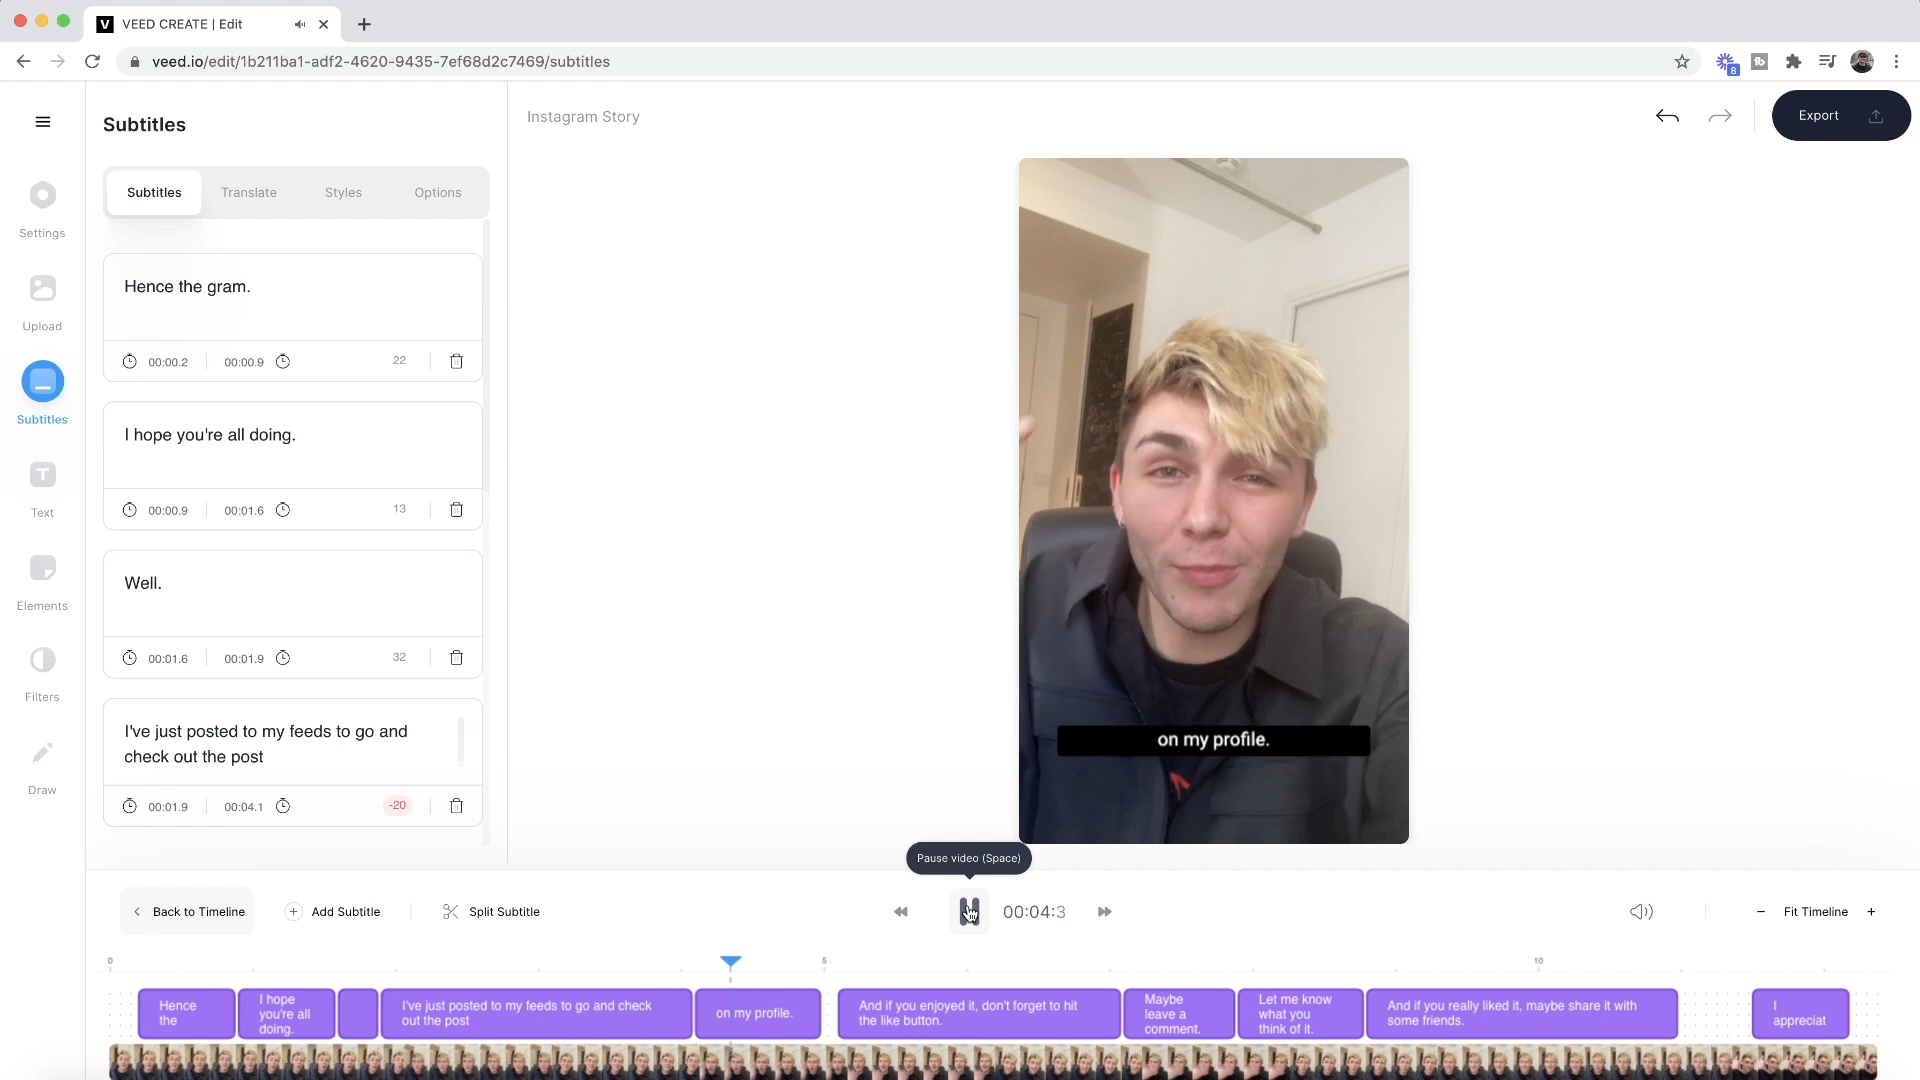 VEED CREATE | Edit
veed.io/edit/1b211ba1-adf2-4620-9435-7ef68d2c7469/subtitles
8
Subtitles
Instagram Story
Export
Subtitles
Translate
Styles
Options
Settings
Upload
Subtitles
Text
Elements
Filters
Draw
Hence the gram.
00:00.2
00:00.9
22
I hope you're all doing.
00:00.9
00:01.6
13
Well.
00:01.6
00:01.9
32
I've just posted to my feeds to go and
check out the post
00:01.9
00:04.1
-20
on my profile.
Pause video (Space)
Back to Timeline
Add Subtitle
Split Subtitle
00:04:3
Fit Timeline
0
5
10
Hence
the
I hope
you're all
doing.
I've just posted to my feeds to go and check
out the post
on my profile.
And if you enjoyed it, don't forget to hit
the like button.
Maybe
leave a
comment.
Let me know
what you
think of it.
And if you really liked it, maybe share it with
some friends.
I
appreciat